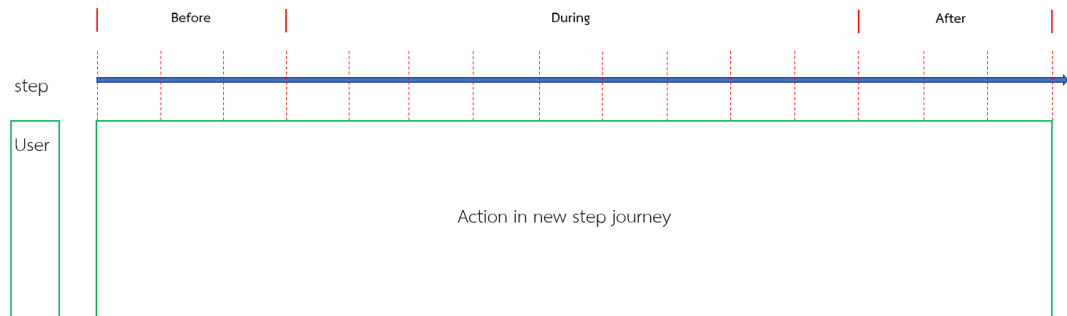 Before
During
After
step
User
Action in new step journey